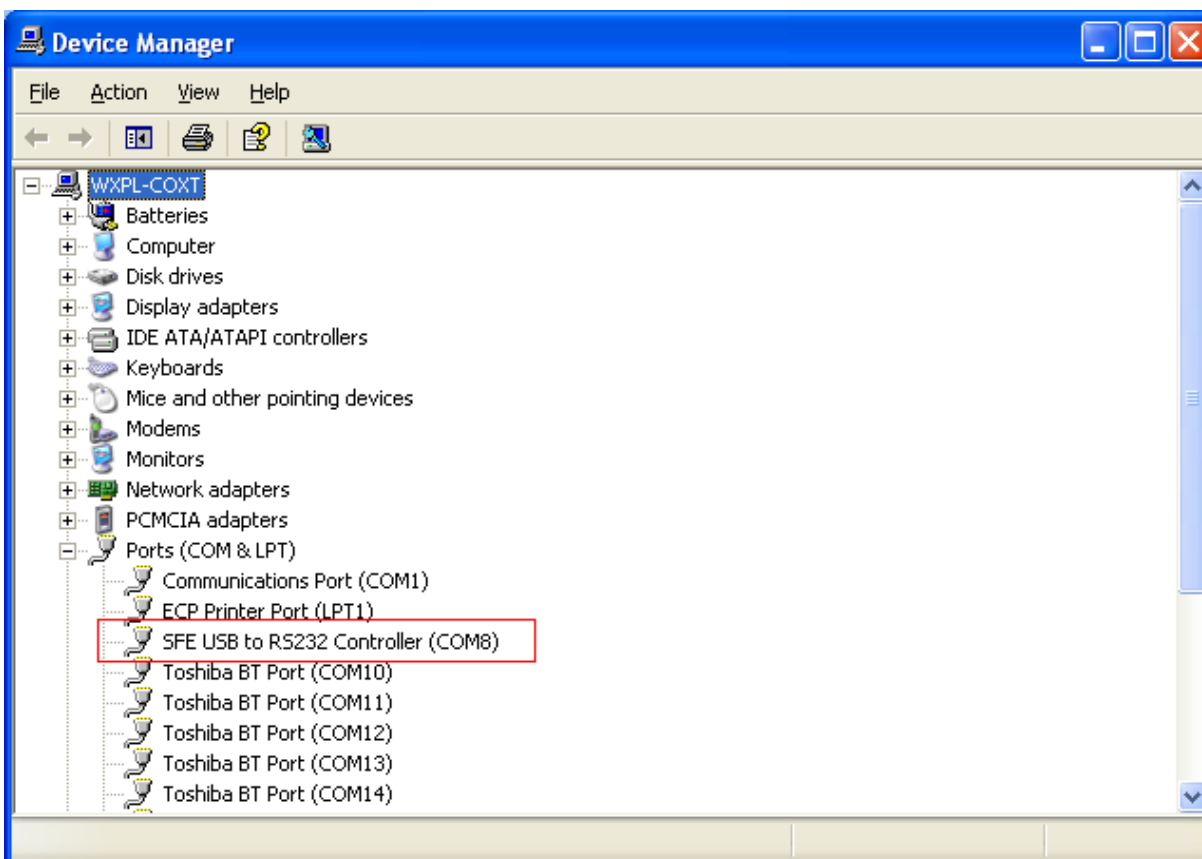 Device Manager
File Action View Help
WXPL-COXT
Batteries
Computer
Disk drives
Display adapters
IDE ATA/ATAPI controllers
Keyboards
Mice and other pointing devices
Modems
Monitors
Network adapters
PCMCIA adapters
Ports (COM & LPT)
Communications Port (COM1)
ECP Printer Port (LPT1)
SFE USB to RS232 Controller (COM8)
Toshiba BT Port (COM10)
Toshiba BT Port (COM11)
Toshiba BT Port (COM12)
Toshiba BT Port (COM13)
Toshiba BT Port (COM14)